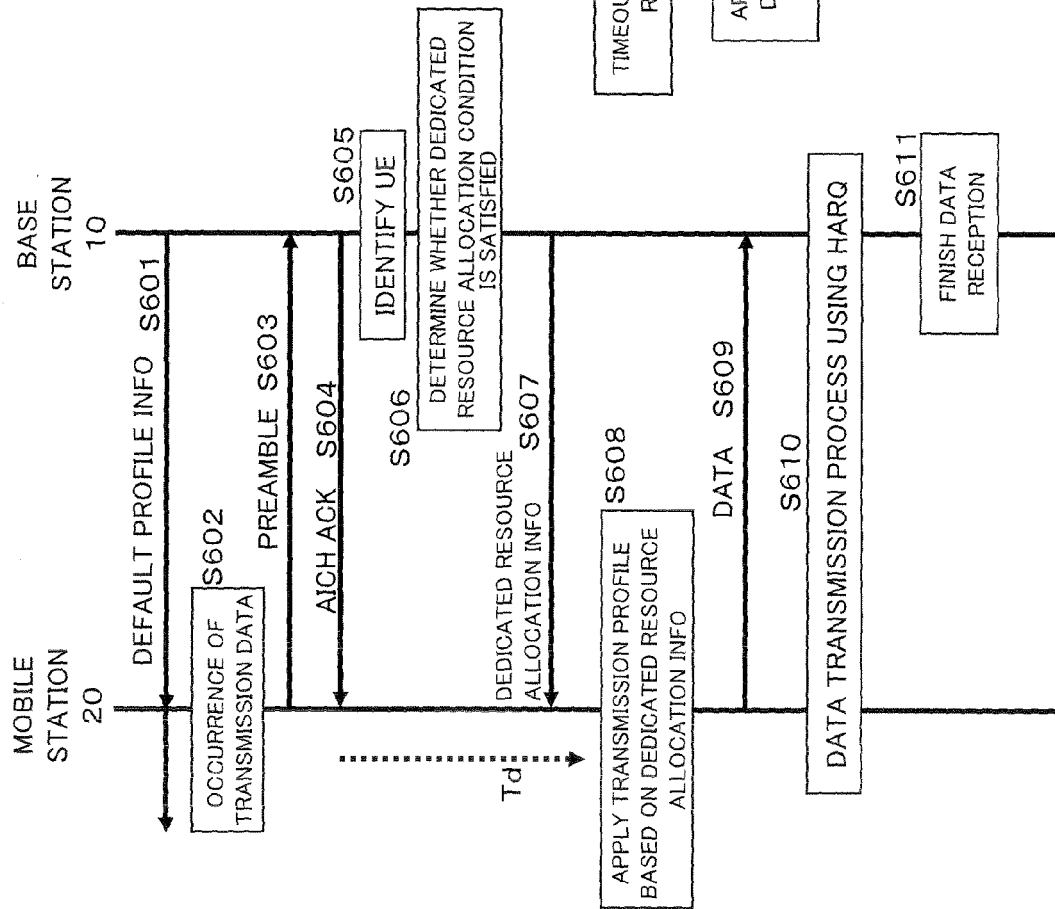 MOBILE
STATION
20
BASE
STATION
10
DEFAULT PROFILE INFO S601
S602
OCCURRENCE OF
TRANSMISSION DATA
PREAMBLE S603
AICH ACK S604
S605
IDENTIFY UE
S606
DETERMINE WHETHER DEDICATED
RESOURCE ALLOCATION CONDITION
IS SATISFIED
Td
DEDICATED RESOURCE
ALLOCATION INFO S607
S608
APPLY TRANSMISSION PROFILE
BASED ON DEDICATED RESOURCE
ALLOCATION INFO
DATA S609
S610
DATA TRANSMISSION PROCESS USING HARQ
S611
FINISH DATA
RECEPTION